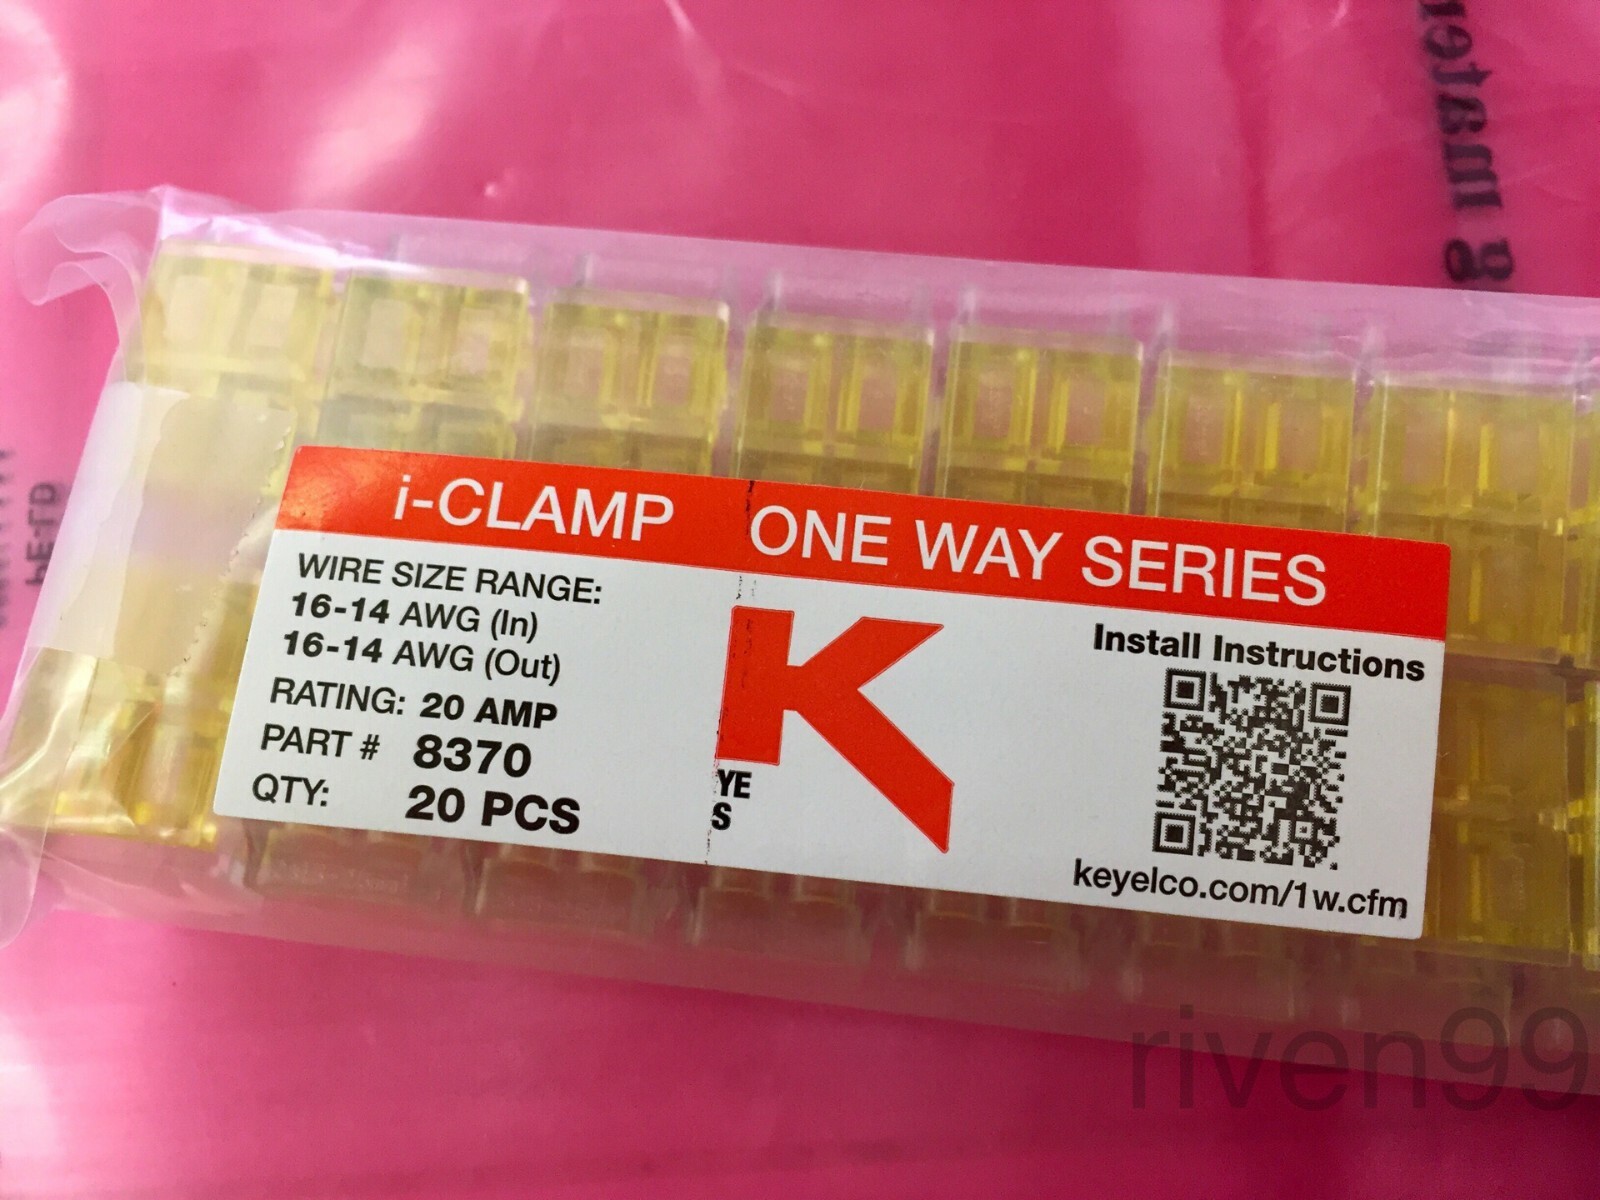 i-CLAMP ONE WAY SERIES
WIRE SIZE RANGE:
16-14 AWG (In)
16-14 AWG (Out)
RATING: 20 AMP
PART # 8370
QTY: 20 PCS
K
YE
S
Install Instructions
keyelco.com/1w.cfm
riven99